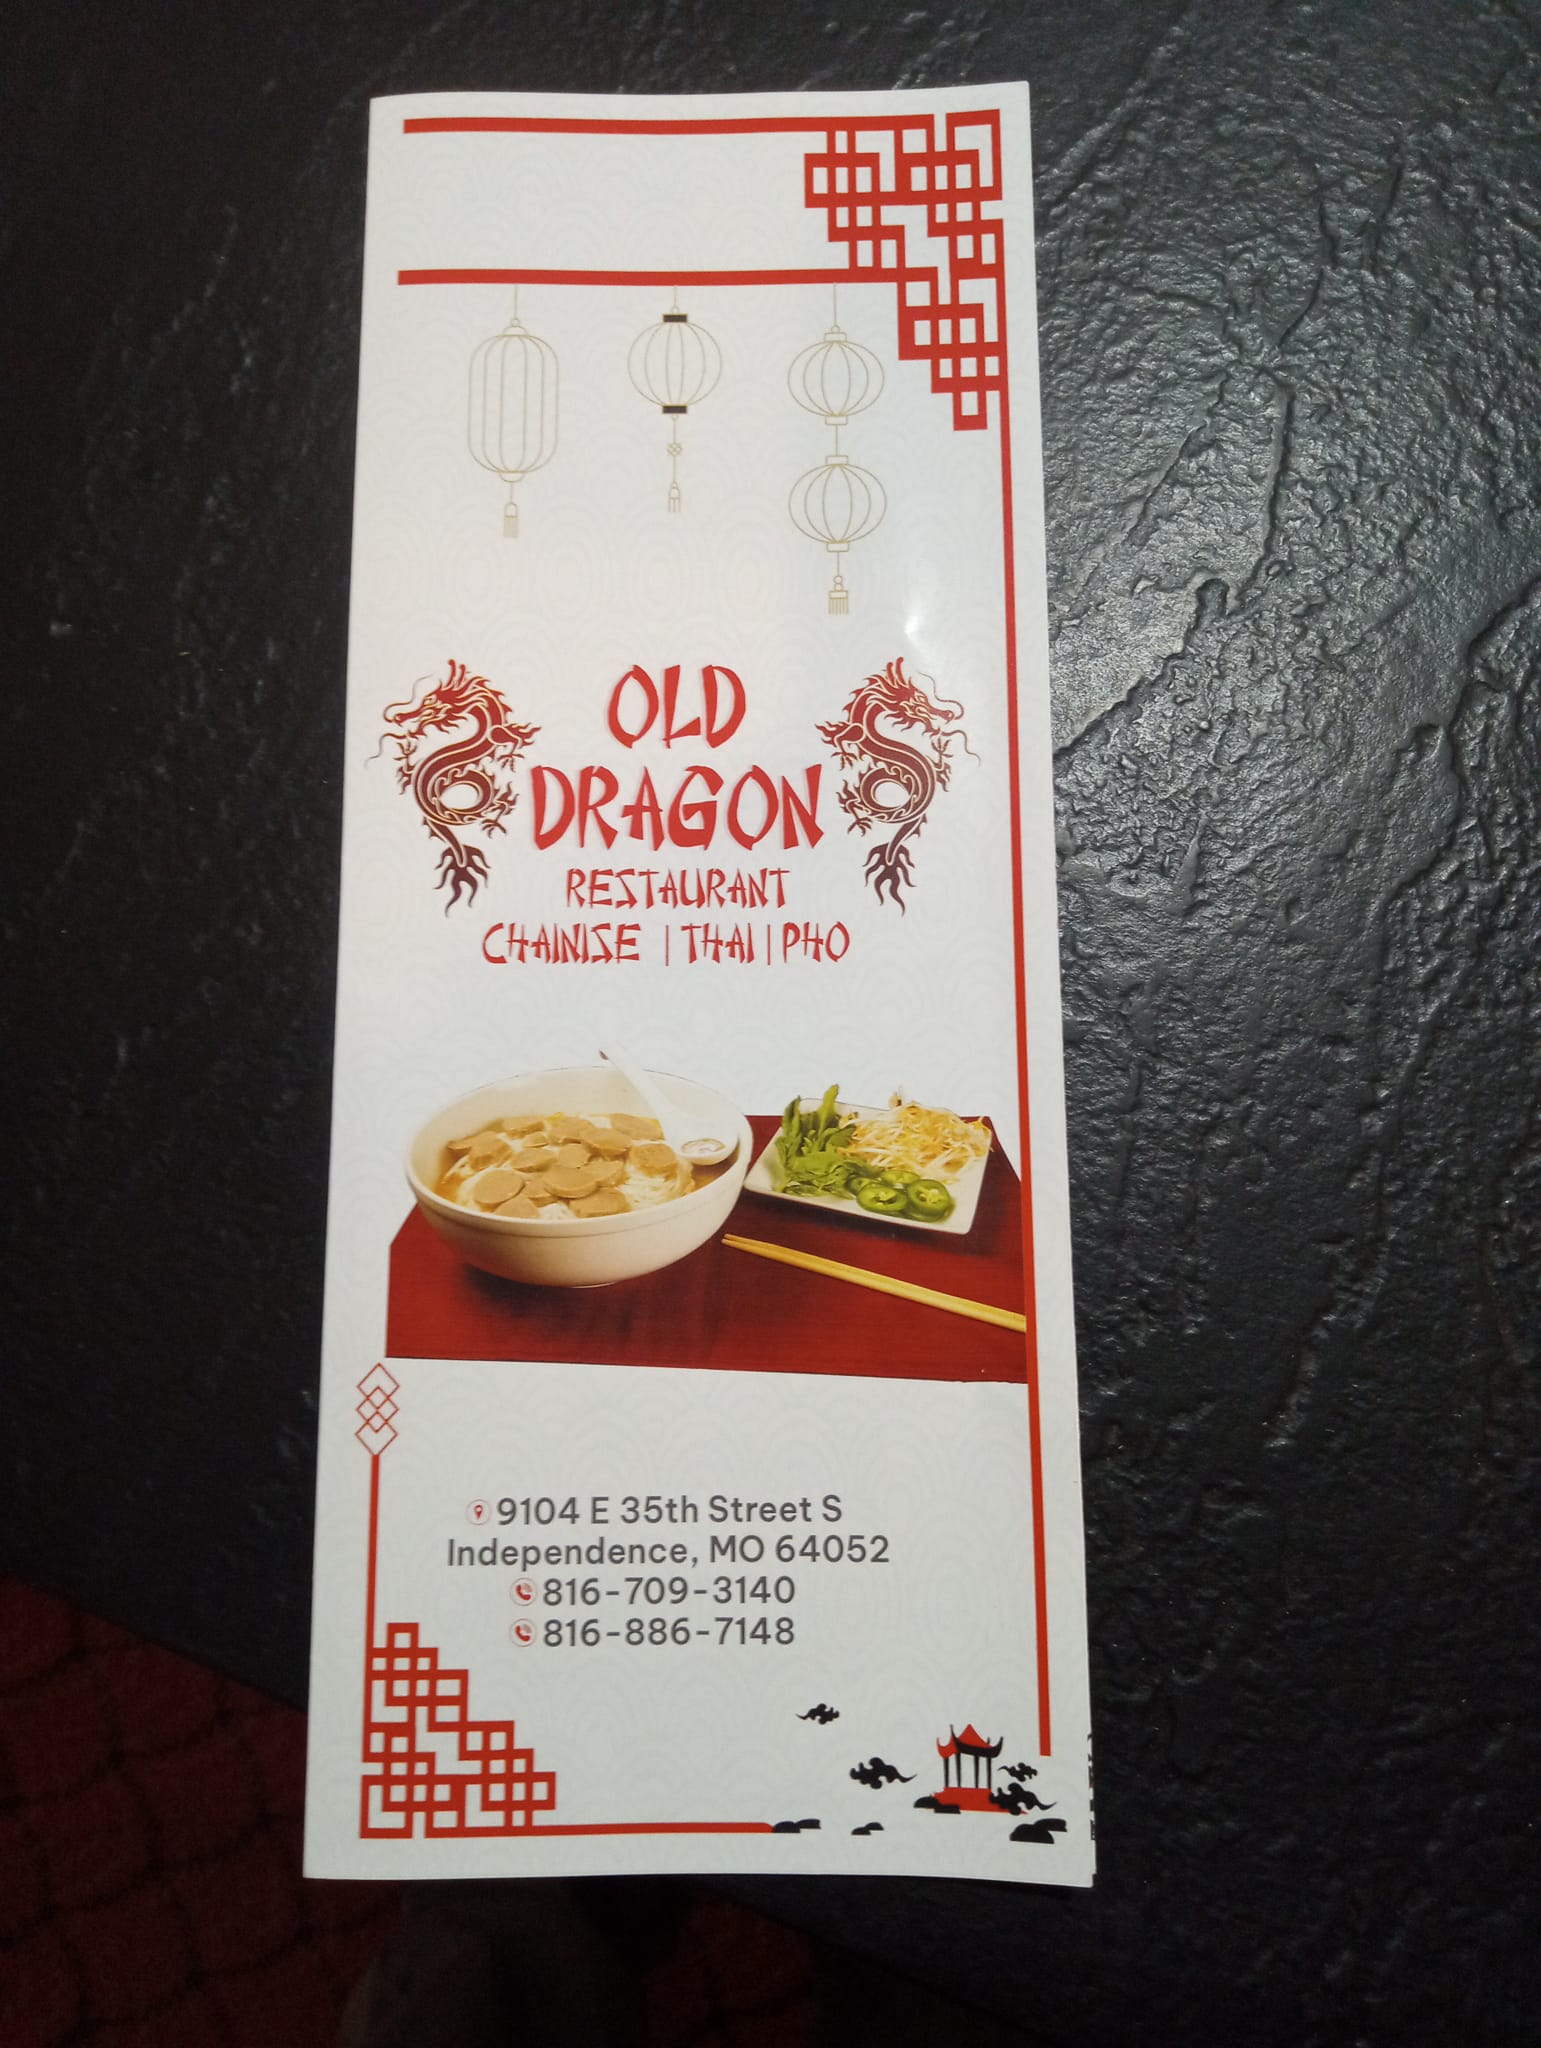 OLD
DRAGON
RESTAURANT
CHAINISE | THAI | PHO
9104 E 35th Street S
Independence, MO 64052
816-709-3140
816-886-7148